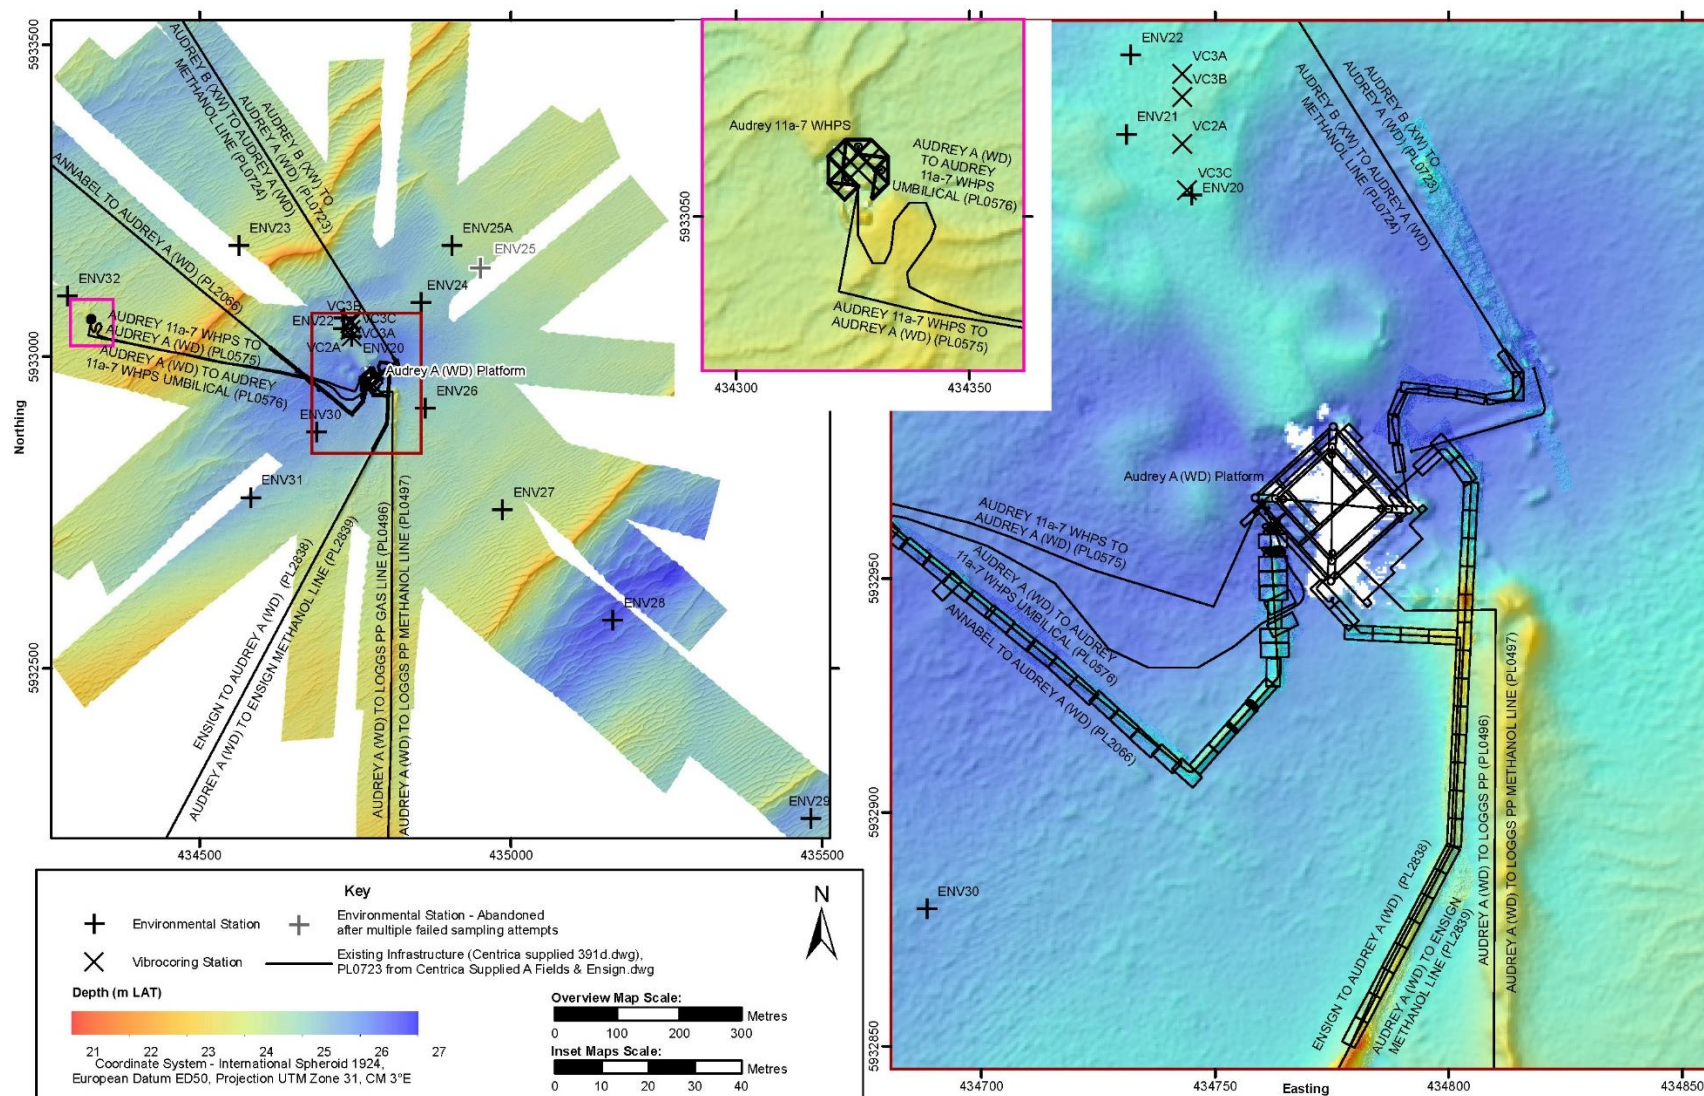 Northing
5933500
5933000
5932500
434500
435000
435500
AUDREY B (XW) TO
AUDREY A (WD) (PL0723)
AUDREY B (XW) TO AUDREY A (WD)
METHANOL LINE (PL0724)
ANNABEL TO AUDREY A (WD) (PL2066)
ENV23
ENV25A
ENV25
ENV32
ENV24
VC3B
ENV22
VC3C
VC3A
VC2A
ENV20
AUDREY 11a-7 WHPS TO
AUDREY A (WD) (PL0575)
AUDREY A (WD) TO AUDREY
11a-7 WHPS UMBILICAL (PL0576)
Audrey A (WD) Platform
ENV26
ENV30
ENV31
ENV27
ENV28
ENV29
ENSIGN TO AUDREY A (WD) (PL2838)
AUDREY A (WD) TO ENSIGN METHANOL LINE (PL2839)
AUDREY A (WD) TO LOGGS PP GAS LINE (PL0496)
AUDREY A (WD) TO LOGGS PP METHANOL LINE (PL0497)
Audrey 11a-7 WHPS
AUDREY A (WD)
TO AUDREY
11a-7 WHPS
UMBILICAL (PL0576)
AUDREY 11a-7 WHPS TO
AUDREY A (WD) (PL0575)
5933050
434300
434350
ENV22
VC3A
VC3B
ENV21
VC2A
VC3C
ENV20
AUDREY B (XW) TO
AUDREY A (WD) (PL0723)
AUDREY B (XW) TO AUDREY A (WD)
METHANOL LINE (PL0724)
Audrey A (WD) Platform
AUDREY 11a-7 WHPS TO
AUDREY A (WD) (PL0575)
AUDREY A (WD) TO AUDREY
11a-7 WHPS UMBILICAL (PL0576)
ANNABEL TO AUDREY A (WD) (PL2066)
ENV30
ENSIGN TO AUDREY A (WD) (PL2838)
AUDREY A (WD) TO ENSIGN
METHANOL LINE (PL2839)
AUDREY A (WD) TO LOGGS PP (PL0496)
AUDREY A (WD) TO LOGGS PP METHANOL LINE (PL0497)
5932950
5932900
5932850
434700
434750
434800
434850
Easting
Key
Environmental Station
Environmental Station - Abandoned
after multiple failed sampling attempts
Vibrocoring Station
Existing Infrastructure (Centrica supplied 391d.dwg),
PL0723 from Centrica Supplied A Fields & Ensign.dwg
N
Depth (m LAT)
21 22 23 24 25 26 27
Coordinate System - International Spheroid 1924,
European Datum ED50, Projection UTM Zone 31, CM 3°E
Overview Map Scale:
0 100 200 300 Metres
Inset Maps Scale:
0 10 20 30 40 Metres